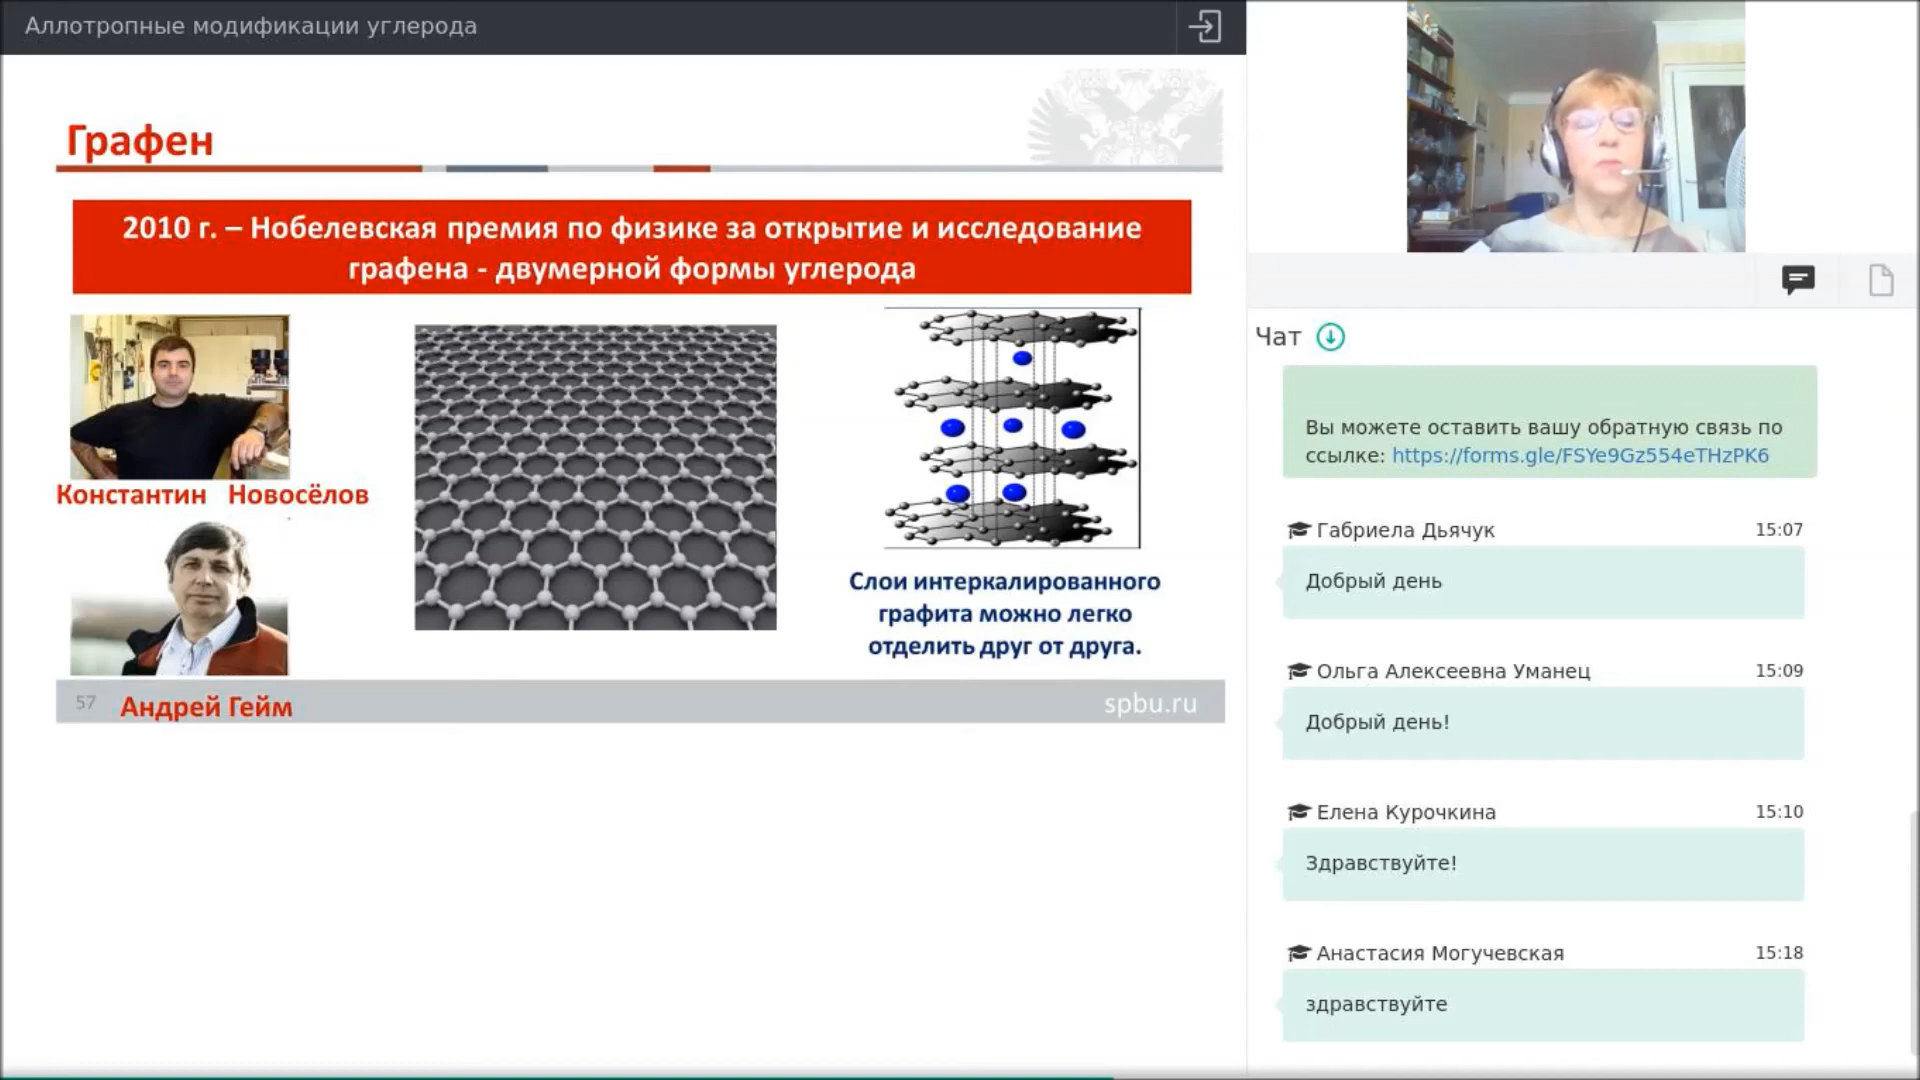 Аллотропные модификации углерода
Графен
2010 г. – Нобелевская премия по физике за открытие и исследование
графена - двумерной формы углерода
Константин Новосёлов
Слои интеркалированного
графита можно легко
отделить друг от друга.
57
Андрей Гейм
spbu.ru
Чат
Вы можете оставить вашу обратную связь по
ссылке: https://forms.gle/FSYe9Gz554eTHzPK6
Габриела Дьячук 15:07
Добрый день
Ольга Алексеевна Уманец 15:09
Добрый день!
Елена Курочкина 15:10
Здравствуйте!
Анастасия Могучевская 15:18
здравствуйте